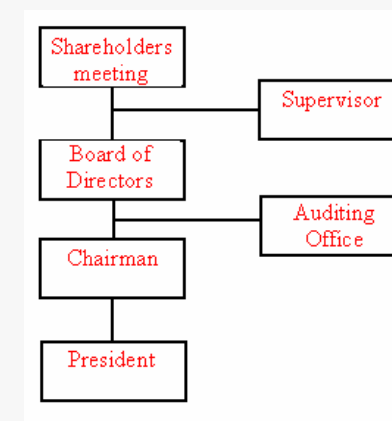 Shareholders
meeting
Supervisor
Board of
Directors
Auditing
Office
Chairman
President